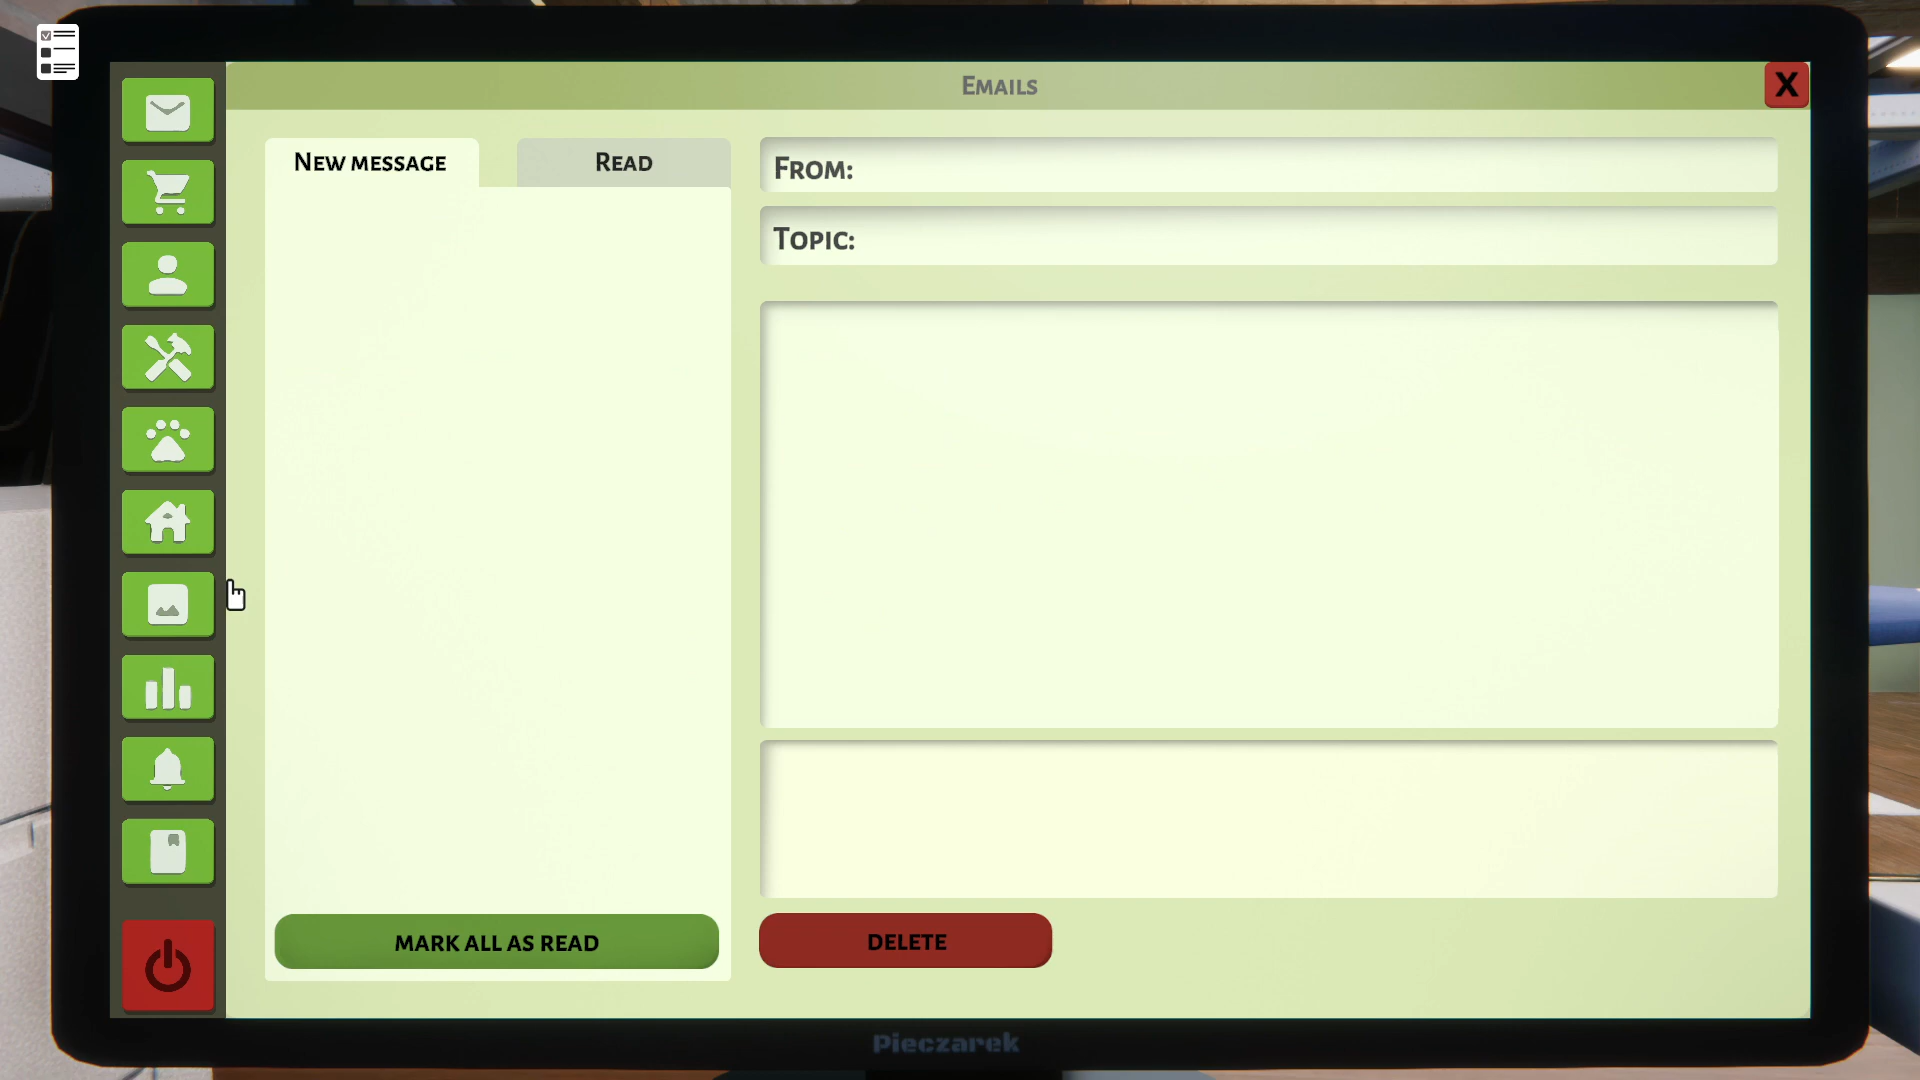 Emails
X
New message
Read
From:
Topic:
MARK ALL AS READ
DELETE
Pieczarek